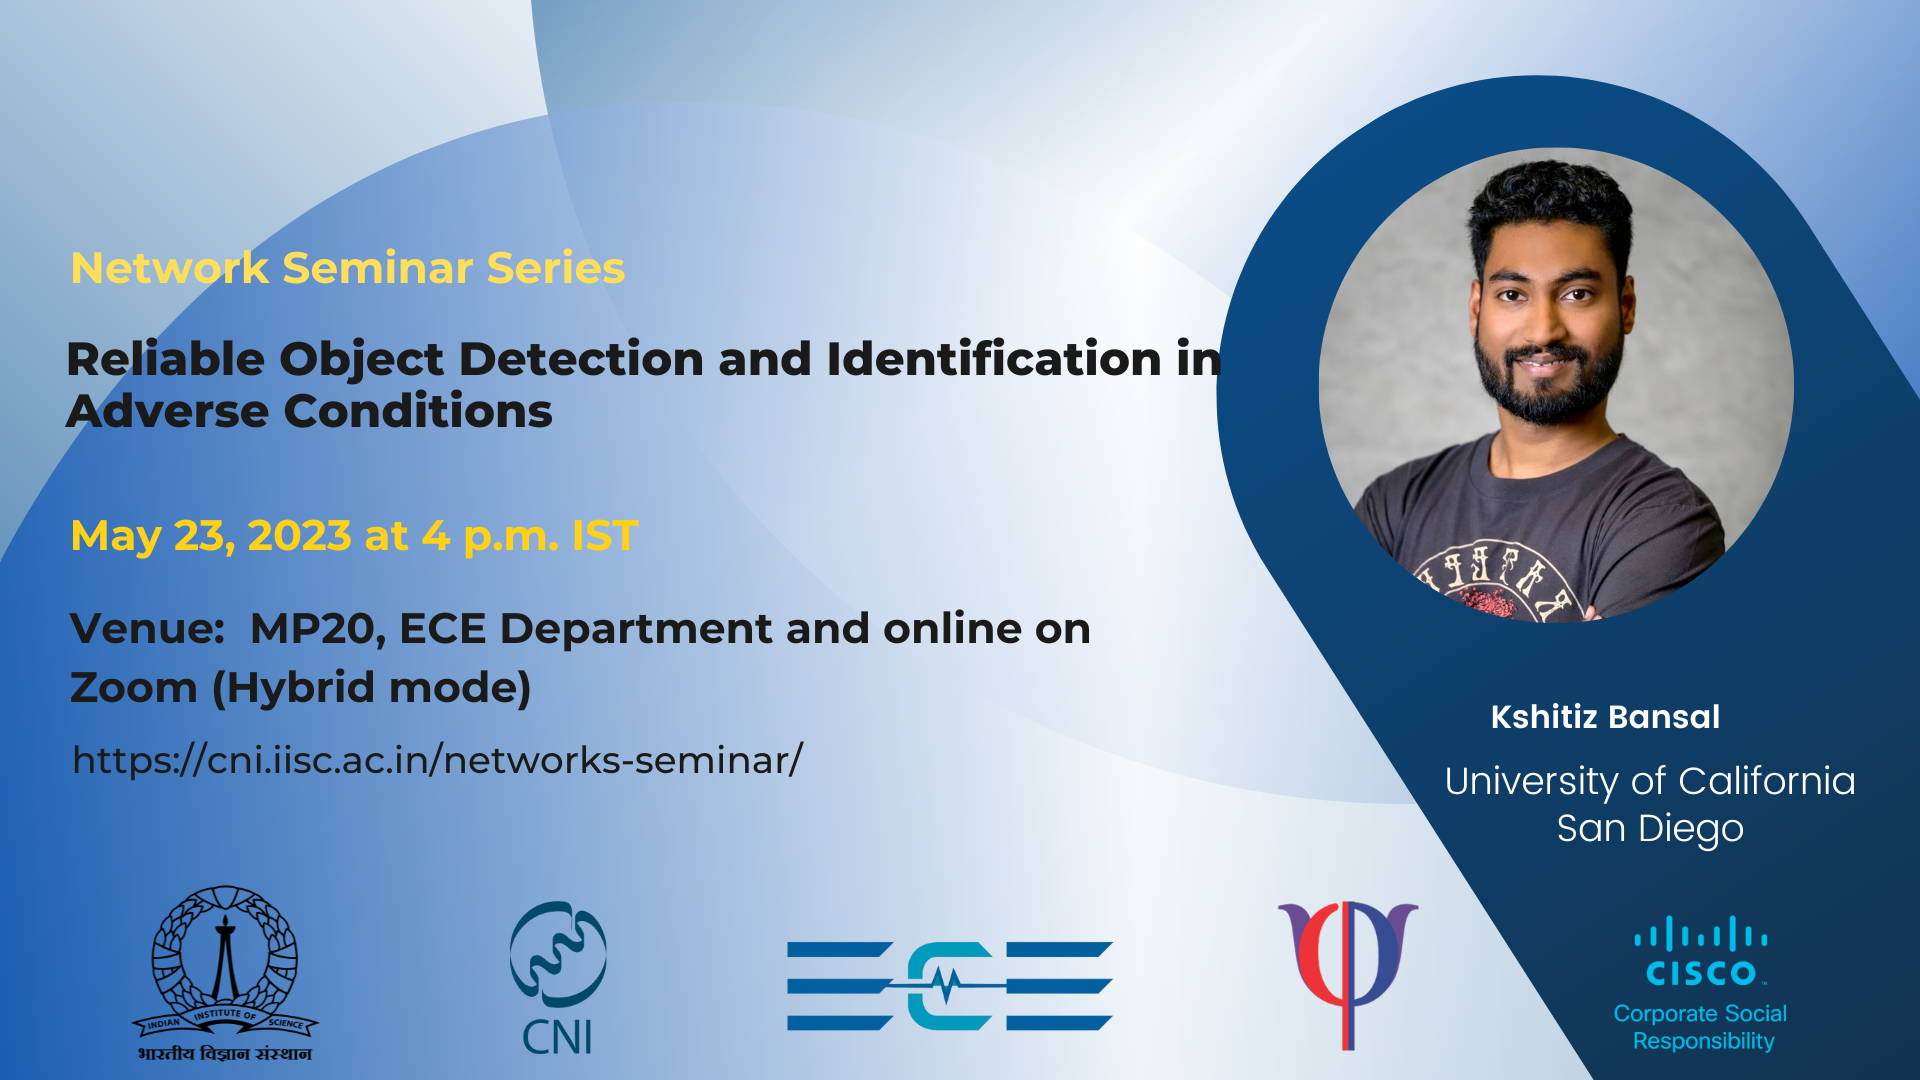 Network Seminar Series
Reliable Object Detection and Identification in
Adverse Conditions
May 23, 2023 at 4 p.m. IST
Venue:  MP20, ECE Department and online on
Zoom (Hybrid mode)
https://cni.iisc.ac.in/networks-seminar/
Kshitiz Bansal
University of California
San Diego
INDIAN INSTITUTE OF SCIENCE
भारतीय विज्ञान संस्थान
CNI
ECE
CISCO
Corporate Social
Responsibility